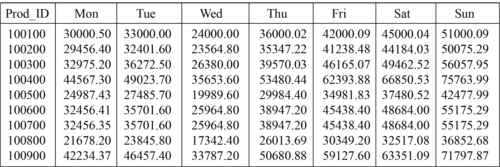 Prod_ID Mon Tue Wed Thu Fri Sat Sun
100100 30000.50 33000.00 24000.00 36000.02 42000.09 45000.04 51000.09
100200 29456.40 32401.60 23564.80 35347.22 41238.48 44184.03 50075.29
100300 32975.20 36272.50 26380.00 39570.03 46165.07 49462.52 56057.95
100400 44567.30 49023.70 35653.60 53480.44 62393.88 66850.53 75763.99
100500 24987.43 27485.70 19989.60 29984.40 34981.83 37480.52 42477.99
100600 32456.41 35701.60 25964.80 38947.20 45438.40 48684.00 55175.29
100700 32456.35 35701.60 25964.80 38947.20 45438.40 48684.00 55175.29
100800 21678.20 23845.80 17342.40 26013.69 30349.20 32517.08 36852.68
100900 42234.37 46457.40 33787.20 50680.88 59127.60 63351.09 71797.87